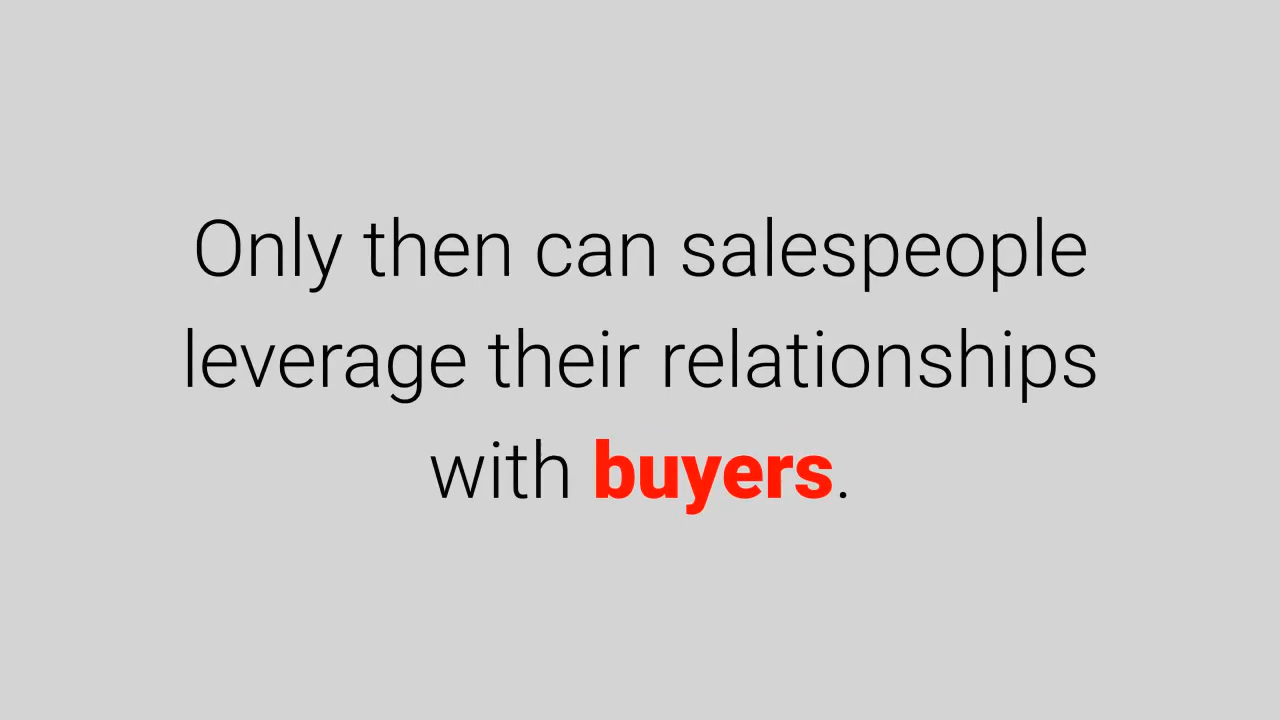 Only then can salespeople
leverage their relationships
with buyers.